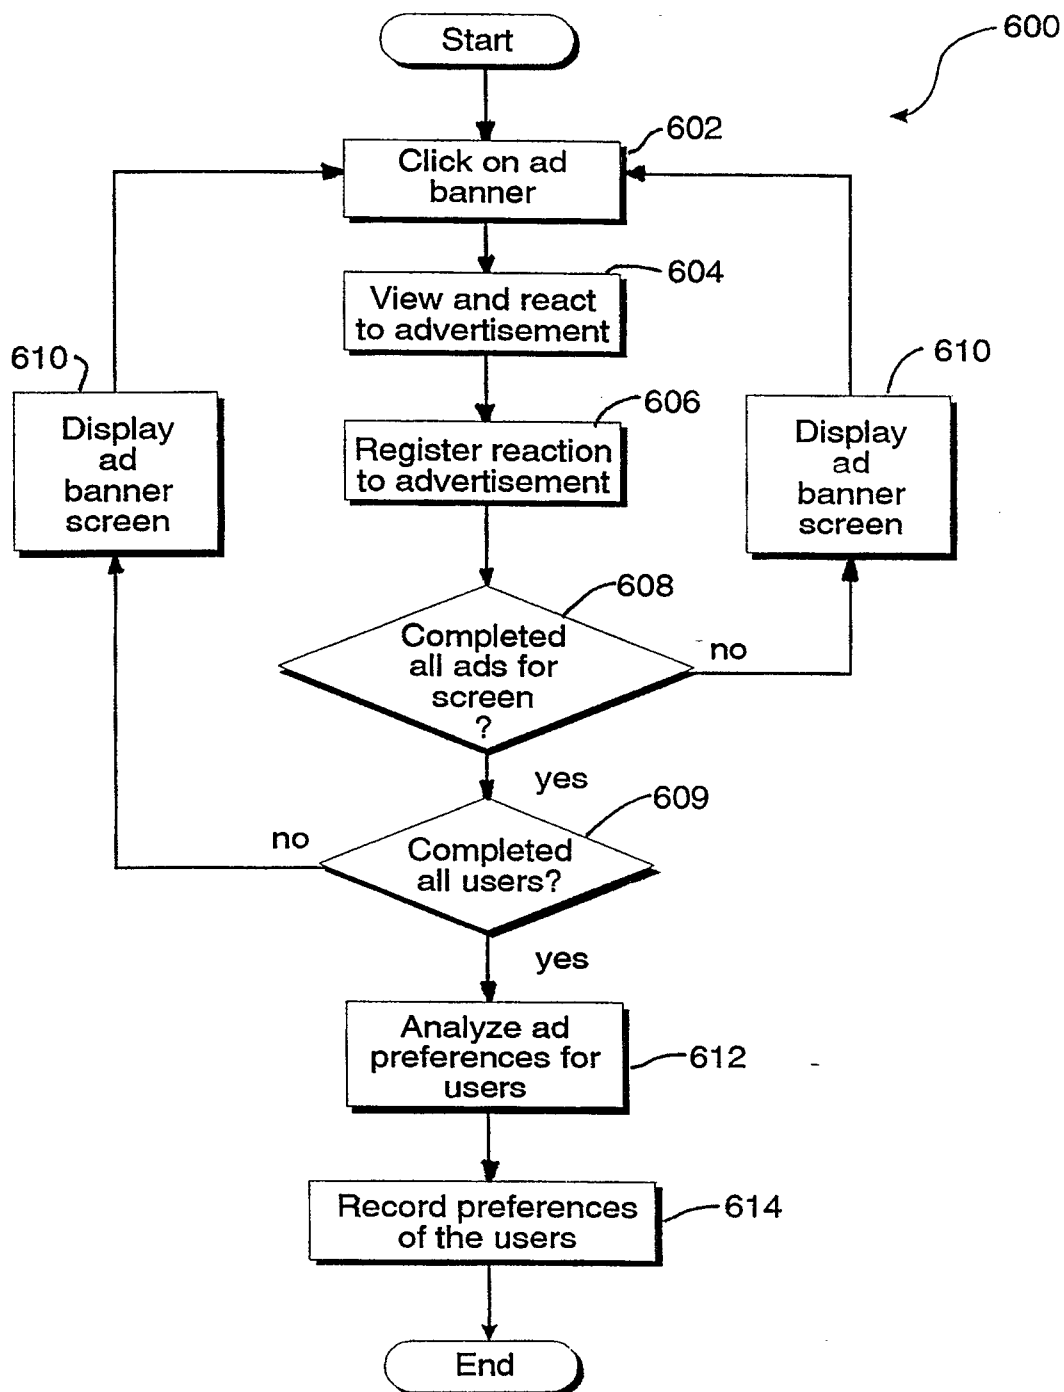 Start
600
602
Click on ad
banner
604
View and react
to advertisement
610
606
610
Display
ad
banner
screen
Register reaction
to advertisement
Display
ad
banner
screen
608
Completed
all ads for
screen
?
no
yes
609
no
Completed
all users?
yes
Analyze ad
preferences for
users
612
Record preferences
of the users
614
End